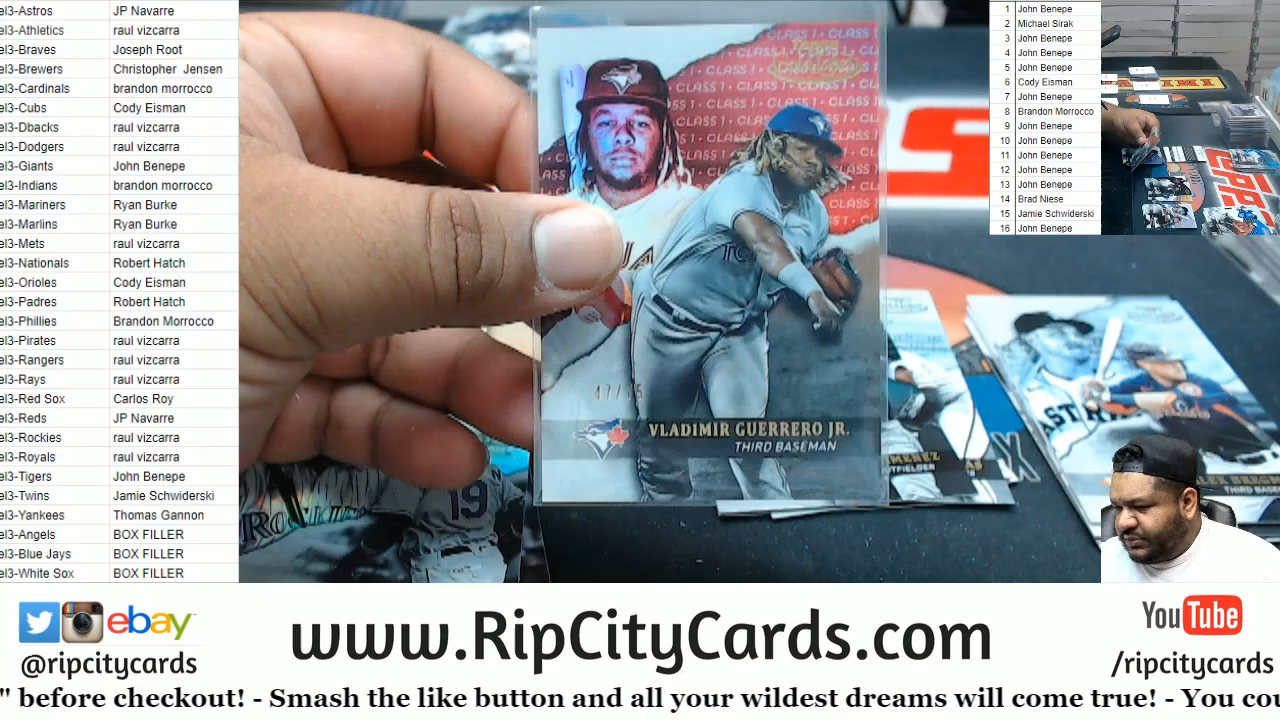 el3-Astros JP Navarre
el3-Athletics raul vizcarra
el3-Braves Joseph Root
el3-Brewers Christopher Jensen
el3-Cardinals brandon morrocco
el3-Cubs Cody Eisman
el3-Dbacks raul vizcarra
el3-Dodgers raul vizcarra
el3-Giants John Benepe
el3-Indians brandon morrocco
el3-Mariners Ryan Burke
el3-Marlins Ryan Burke
el3-Mets raul vizcarra
el3-Nationals Robert Hatch
el3-Orioles Cody Eisman
el3-Padres Robert Hatch
el3-Phillies Brandon Morrocco
el3-Pirates raul vizcarra
el3-Rangers raul vizcarra
el3-Rays raul vizcarra
el3-Red Sox Carlos Roy
el3-Reds JP Navarre
el3-Rockies raul vizcarra
el3-Royals raul vizcarra
el3-Tigers John Benepe
el3-Twins Jamie Schwiderski
el3-Yankees Thomas Gannon
el3-Angels BOX FILLER
el3-Blue Jays BOX FILLER
el3-White Sox BOX FILLER
1 John Benepe
2 Michael Sirak
3 John Benepe
4 John Benepe
5 John Benepe
6 Cody Eisman
7 John Benepe
8 Brandon Morrocco
9 John Benepe
10 John Benepe
11 John Benepe
12 John Benepe
13 John Benepe
14 Brad Niese
15 Jamie Schwiderski
16 John Benepe
CLASS 1 • CLASS 1 • CLASS 1
47/75
VLADIMIR GUERRERO JR.
THIRD BASEMAN
19
THIRD BASE
ebay
@ripcitycards
www.RipCityCards.com
YouTube
/ripcitycards
" before checkout! - Smash the like button and all your wildest dreams will come true! - You cou